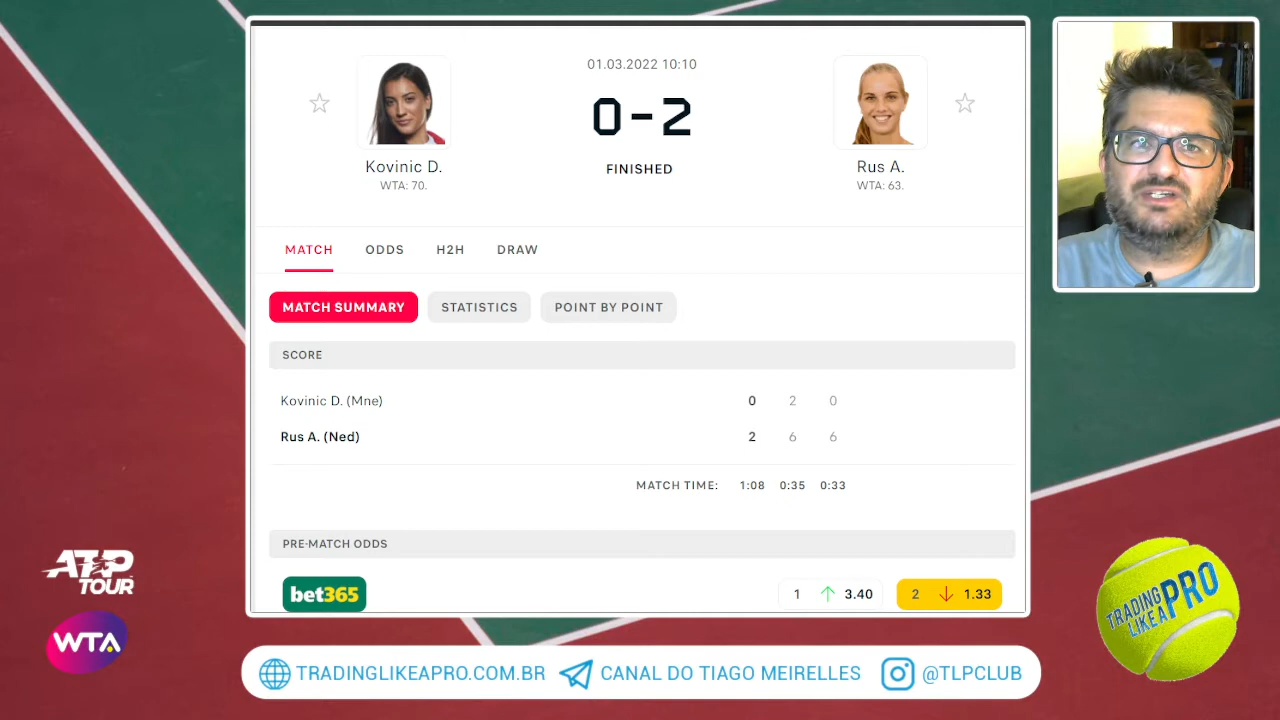 01.03.2022 10:10
0-2
FINISHED
Kovinic D.
WTA: 70.
Rus A.
WTA: 63.
MATCH ODDS H2H DRAW
MATCH SUMMARY STATISTICS POINT BY POINT
SCORE
Kovinic D. (Mne) 0 2 0
Rus A. (Ned) 2 6 6
MATCH TIME: 1:08 0:35 0:33
PRE-MATCH ODDS
bet365 1 3.40 2 1.33
ATP
TOUR
WTA
TRADING
LIKE A
PRO
TRADINGLIKEAPRO.COM.BR CANAL DO TIAGO MEIRELLES @TLPCLUB